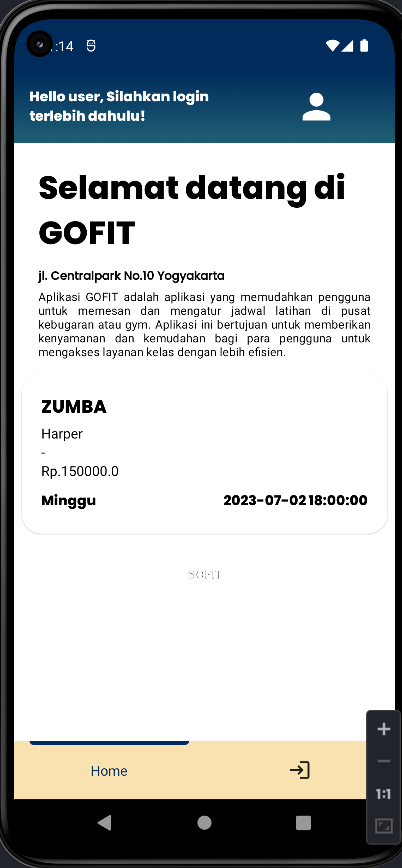 :14
Hello user, Silahkan login
terlebih dahulu!
Selamat datang di
GOFIT
jl. Centralpark No.10 Yogyakarta
Aplikasi GOFIT adalah aplikasi yang memudahkan pengguna
untuk memesan dan mengatur jadwal latihan di pusat
kebugaran atau gym. Aplikasi ini bertujuan untuk memberikan
kenyamanan dan kemudahan bagi para pengguna untuk
mengakses layanan kelas dengan lebih efisien.
ZUMBA
Harper
-
Rp.150000.0
Minggu 2023-07-02 18:00:00
Home
1:1